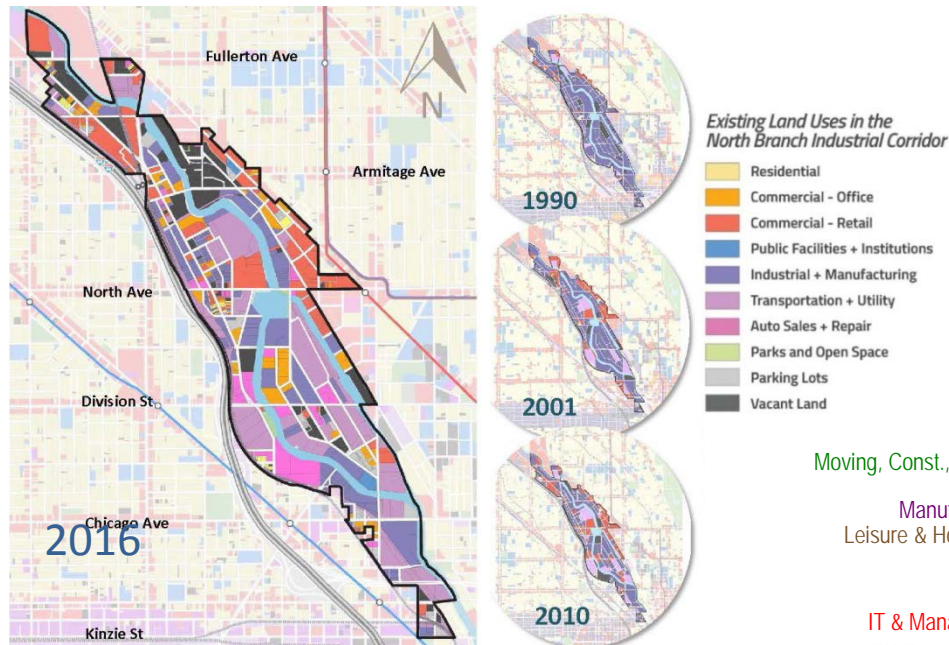 Fullerton Ave
N
Armitage Ave
North Ave
Division St
Chicago Ave
2016
Kinzie St
1990
2001
2010
Existing Land Uses in the
North Branch Industrial Corridor
Residential
Commercial - Office
Commercial - Retail
Public Facilities + Institutions
Industrial + Manufacturing
Transportation + Utility
Auto Sales + Repair
Parks and Open Space
Parking Lots
Vacant Land
Moving, Const.,
Manuf
Leisure & Ho
IT & Mana